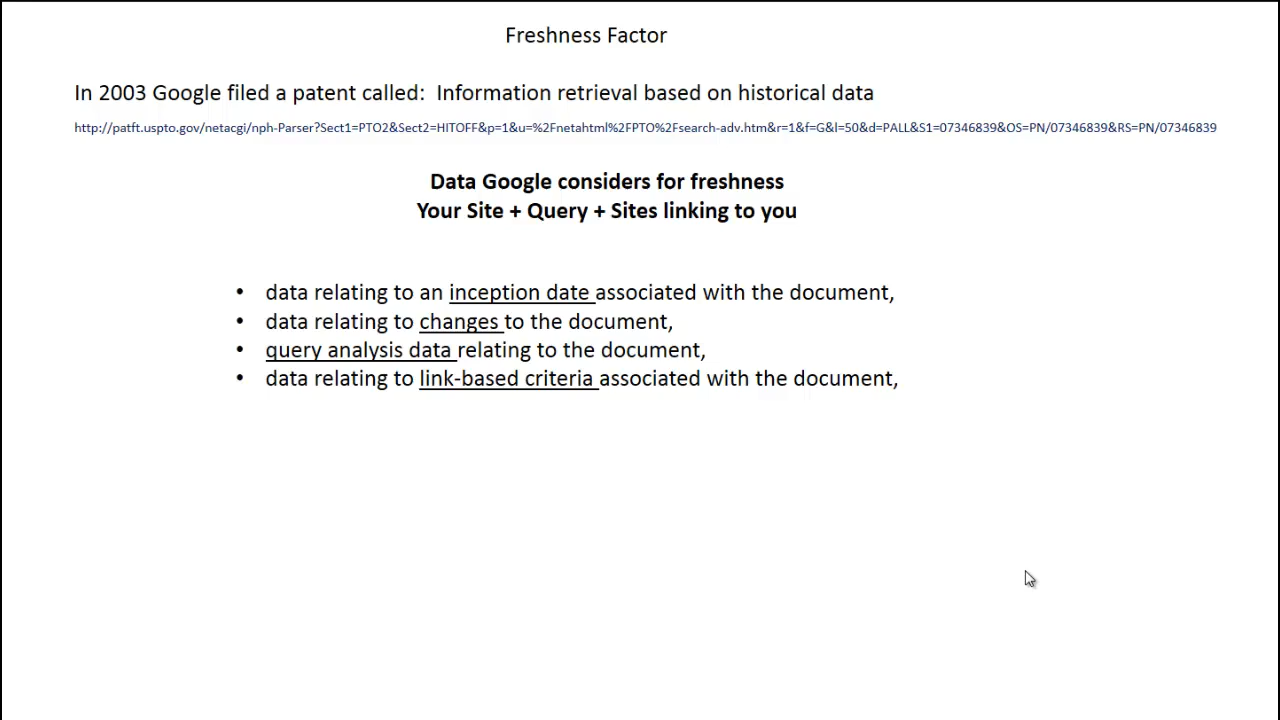 Freshness Factor
In 2003 Google filed a patent called:  Information retrieval based on historical data
http://patft.uspto.gov/netacgi/nph-Parser?Sect1=PTO2&Sect2=HITOFF&p=1&u=%2Fnetahtml%2FPTO%2Fsearch-adv.htm&r=1&f=G&l=50&d=PALL&S1=07346839&OS=PN/07346839&RS=PN/07346839
Data Google considers for freshness
Your Site + Query + Sites linking to you
• data relating to an inception date associated with the document,
• data relating to changes to the document,
• query analysis data relating to the document,
• data relating to link-based criteria associated with the document,